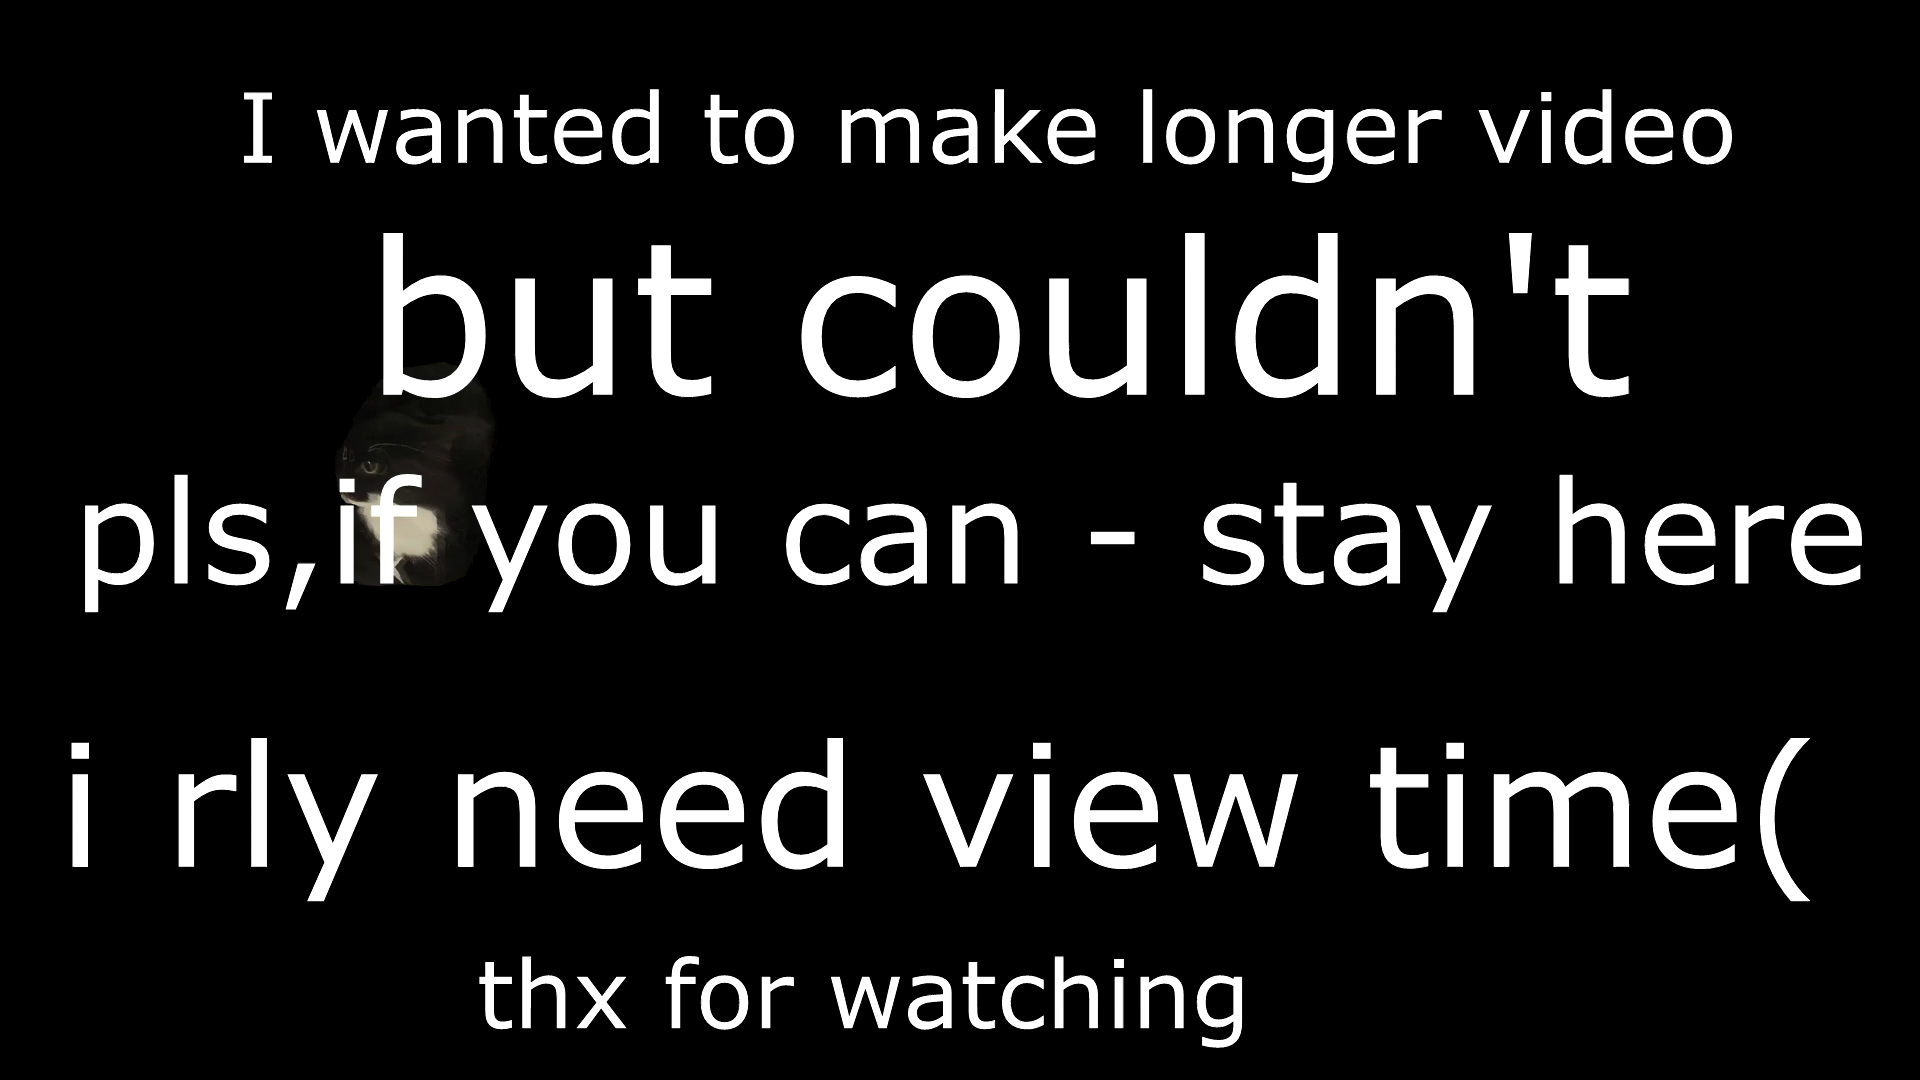 I wanted to make longer video
but couldn't
pls,if you can - stay here
i rly need view time(
thx for watching